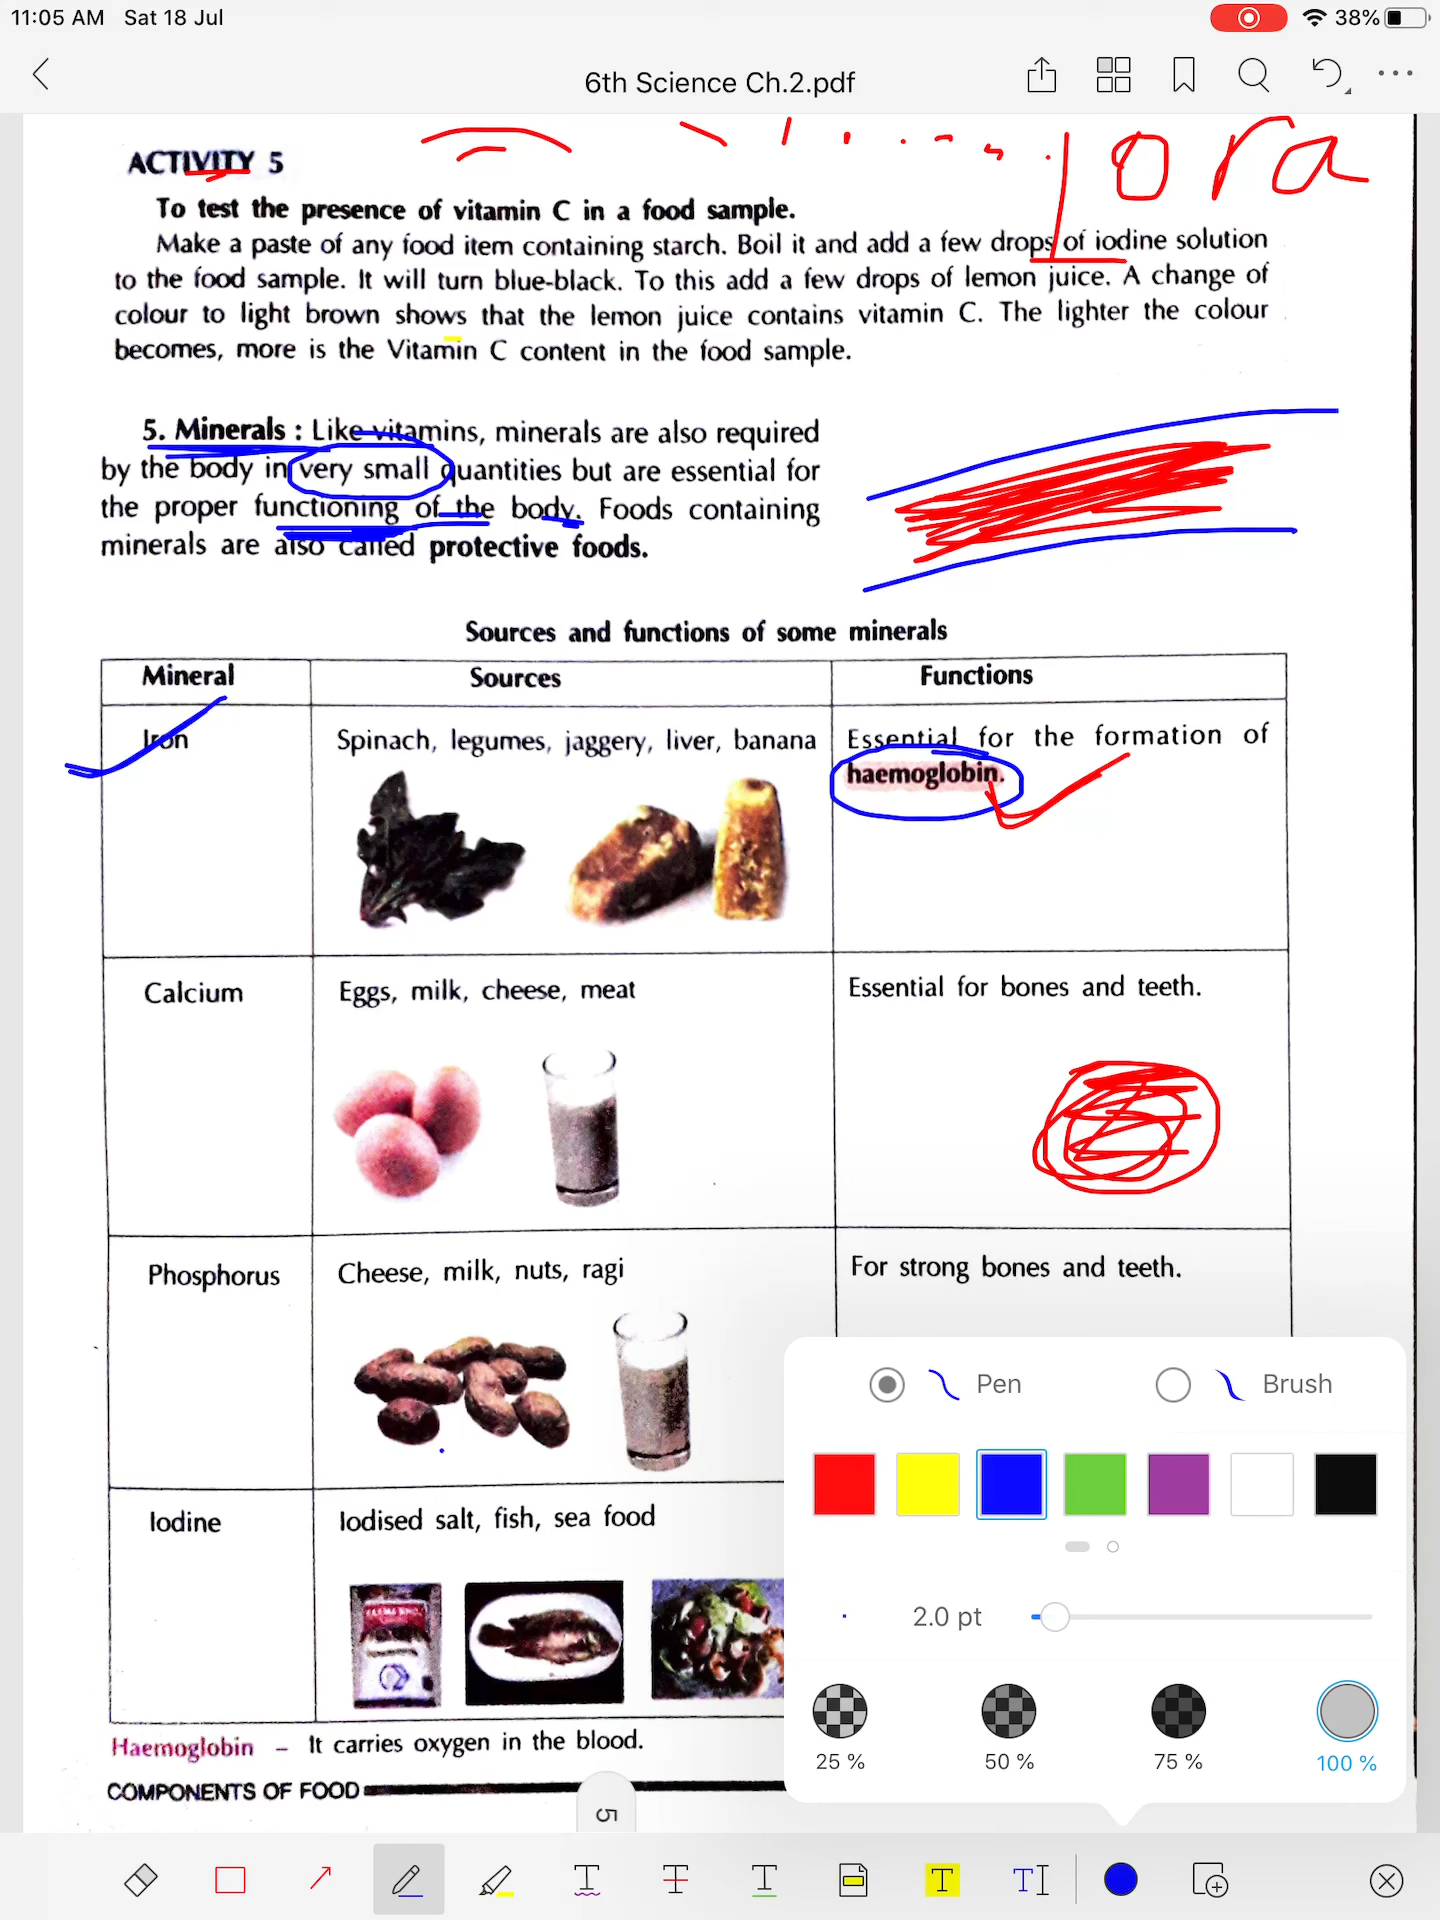 11:05 AM Sat 18 Jul
38%
6th Science Ch.2.pdf
ora
ACTIVITY 5
To test the presence of vitamin C in a food sample.
Make a paste of any food item containing starch. Boil it and add a few drops of iodine solution
to the food sample. It will turn blue-black. To this add a few drops of lemon juice. A change of
colour to light brown shows that the lemon juice contains vitamin C. The lighter the colour
becomes, more is the Vitamin C content in the food sample.
5. Minerals : Like vitamins, minerals are also required
by the body in very small quantities but are essential for
the proper functioning of the body. Foods containing
minerals are also called protective foods.
Sources and functions of some minerals
Mineral Sources Functions
Iron Spinach, legumes, jaggery, liver, banana Essential for the formation of
haemoglobin.
Calcium Eggs, milk, cheese, meat Essential for bones and teeth.
Phosphorus Cheese, milk, nuts, ragi For strong bones and teeth.
Iodine Iodised salt, fish, sea food
Haemoglobin – It carries oxygen in the blood.
COMPONENTS OF FOOD
5
Pen Brush
2.0 pt
25 % 50 % 75 % 100 %
T T T T TI